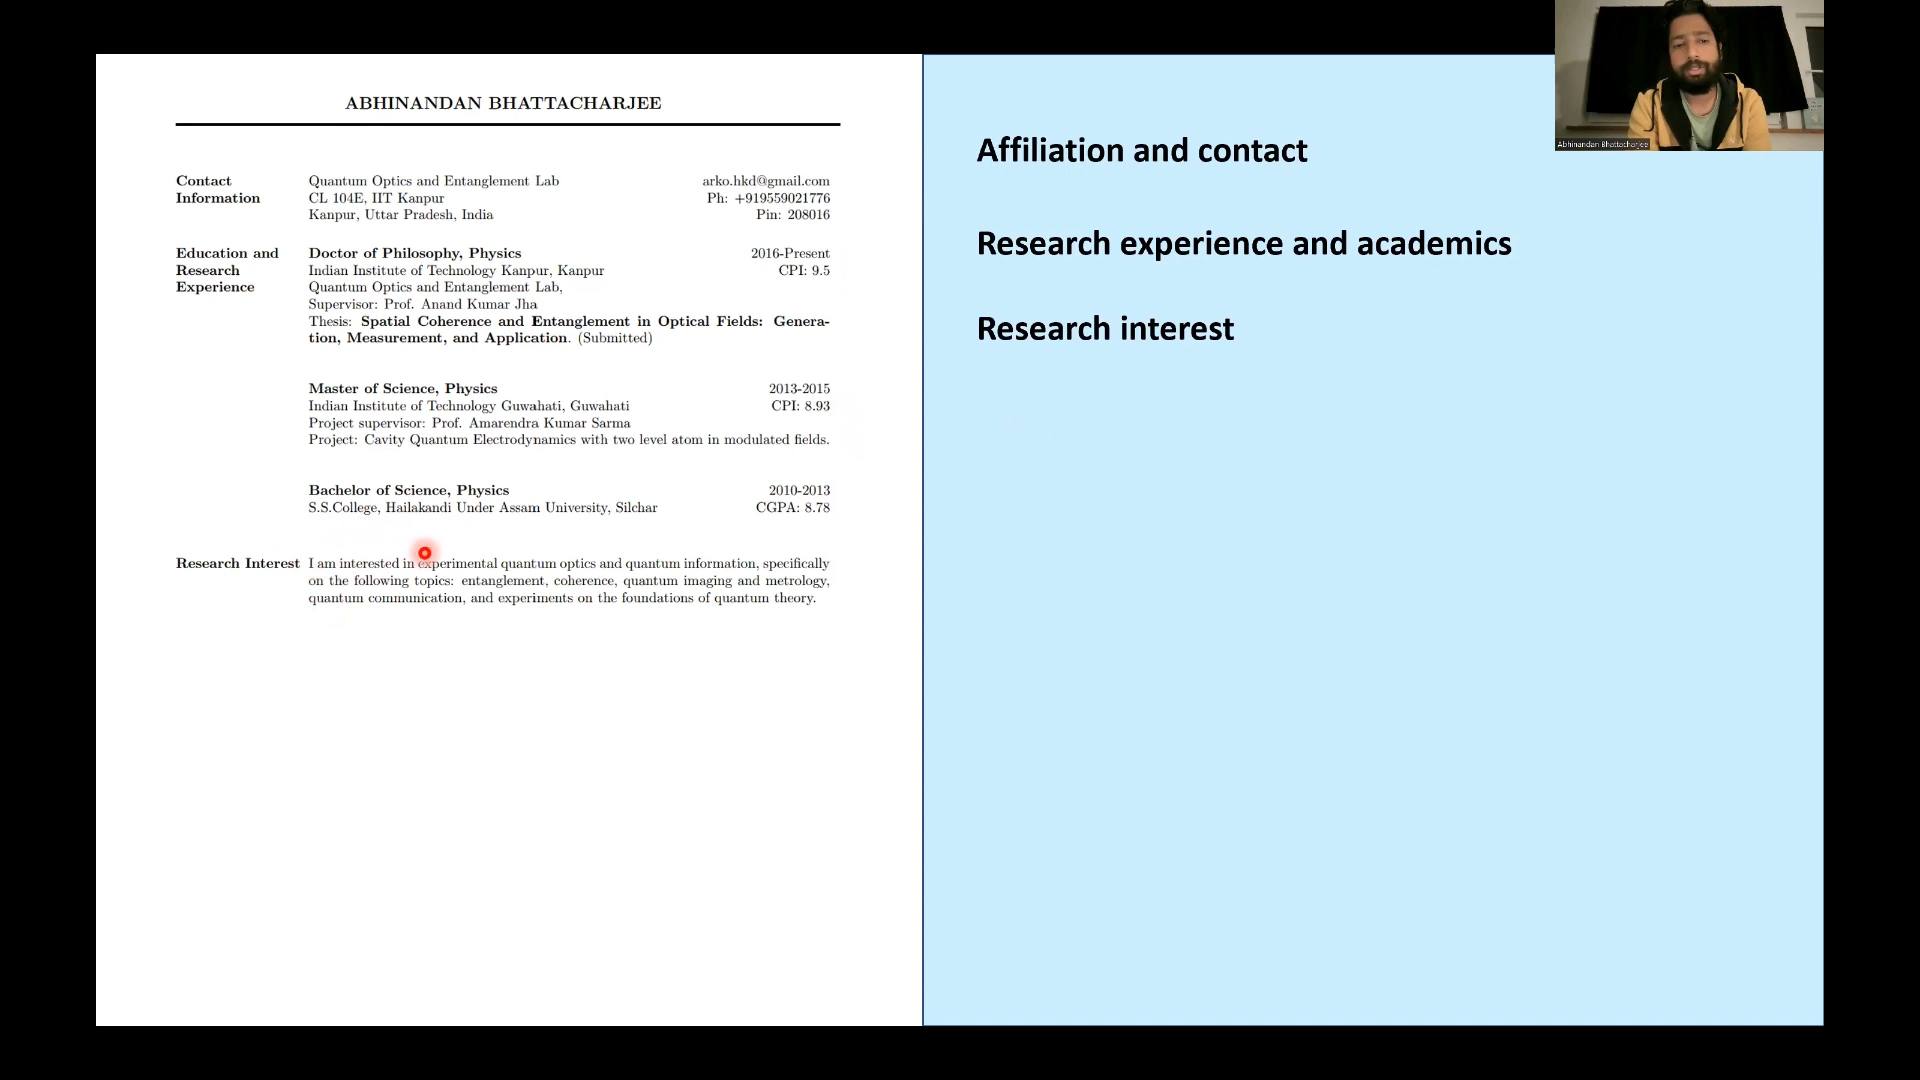 ABHINANDAN BHATTACHARJEE
Contact Information
Quantum Optics and Entanglement Lab
CL 104E, IIT Kanpur
Kanpur, Uttar Pradesh, India
arko.hkd@gmail.com
Ph: +919559021776
Pin: 208016
Education and Research Experience
Doctor of Philosophy, Physics 2016-Present
Indian Institute of Technology Kanpur, Kanpur CPI: 9.5
Quantum Optics and Entanglement Lab,
Supervisor: Prof. Anand Kumar Jha
Thesis: Spatial Coherence and Entanglement in Optical Fields: Genera-
tion, Measurement, and Application. (Submitted)
Master of Science, Physics 2013-2015
Indian Institute of Technology Guwahati, Guwahati CPI: 8.93
Project supervisor: Prof. Amarendra Kumar Sarma
Project: Cavity Quantum Electrodynamics with two level atom in modulated fields.
Bachelor of Science, Physics 2010-2013
S.S.College, Hailakandi Under Assam University, Silchar CGPA: 8.78
Research Interest I am interested in experimental quantum optics and quantum information, specifically
on the following topics: entanglement, coherence, quantum imaging and metrology,
quantum communication, and experiments on the foundations of quantum theory.
Affiliation and contact
Research experience and academics
Research interest
Abhinandan Bhattacharjee